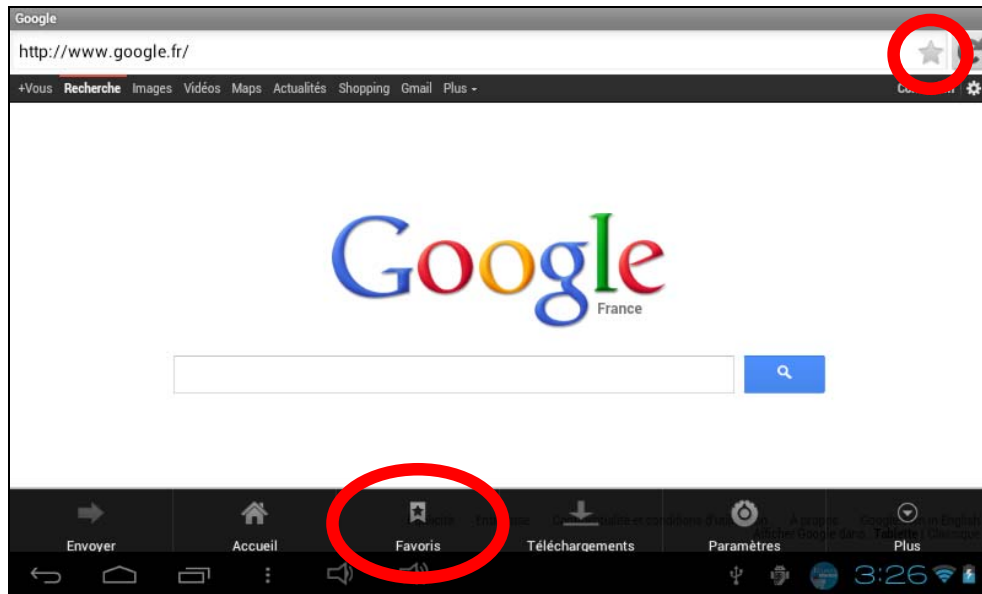 Google
http://www.google.fr/
+Vous Recherche Images Vidéos Maps Actualités Shopping Gmail Plus
Google
France
Envoyer Accueil Favoris Téléchargements Paramètres Plus
3:26